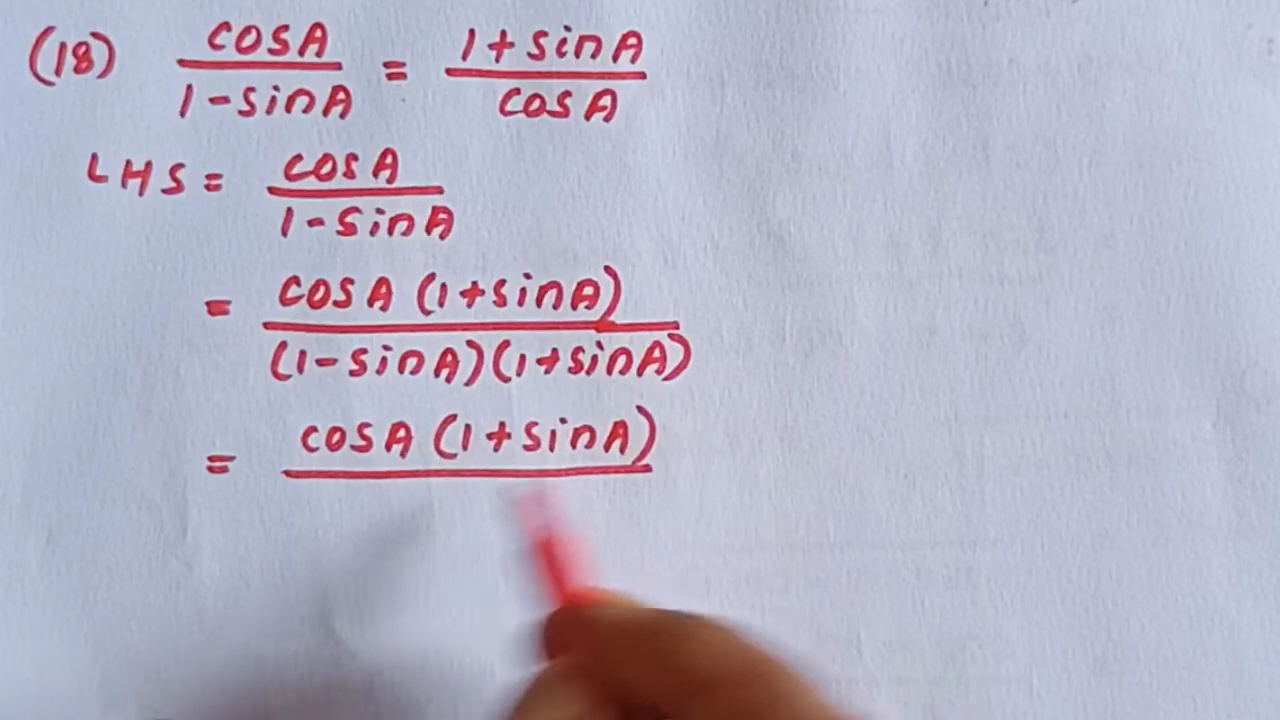 (18) cosA / 1-sinA = 1+sinA / cosA
LHS = cosA / 1-sinA
= cosA (1+sinA) / (1-sinA)(1+sinA)
= cosA (1+sinA)